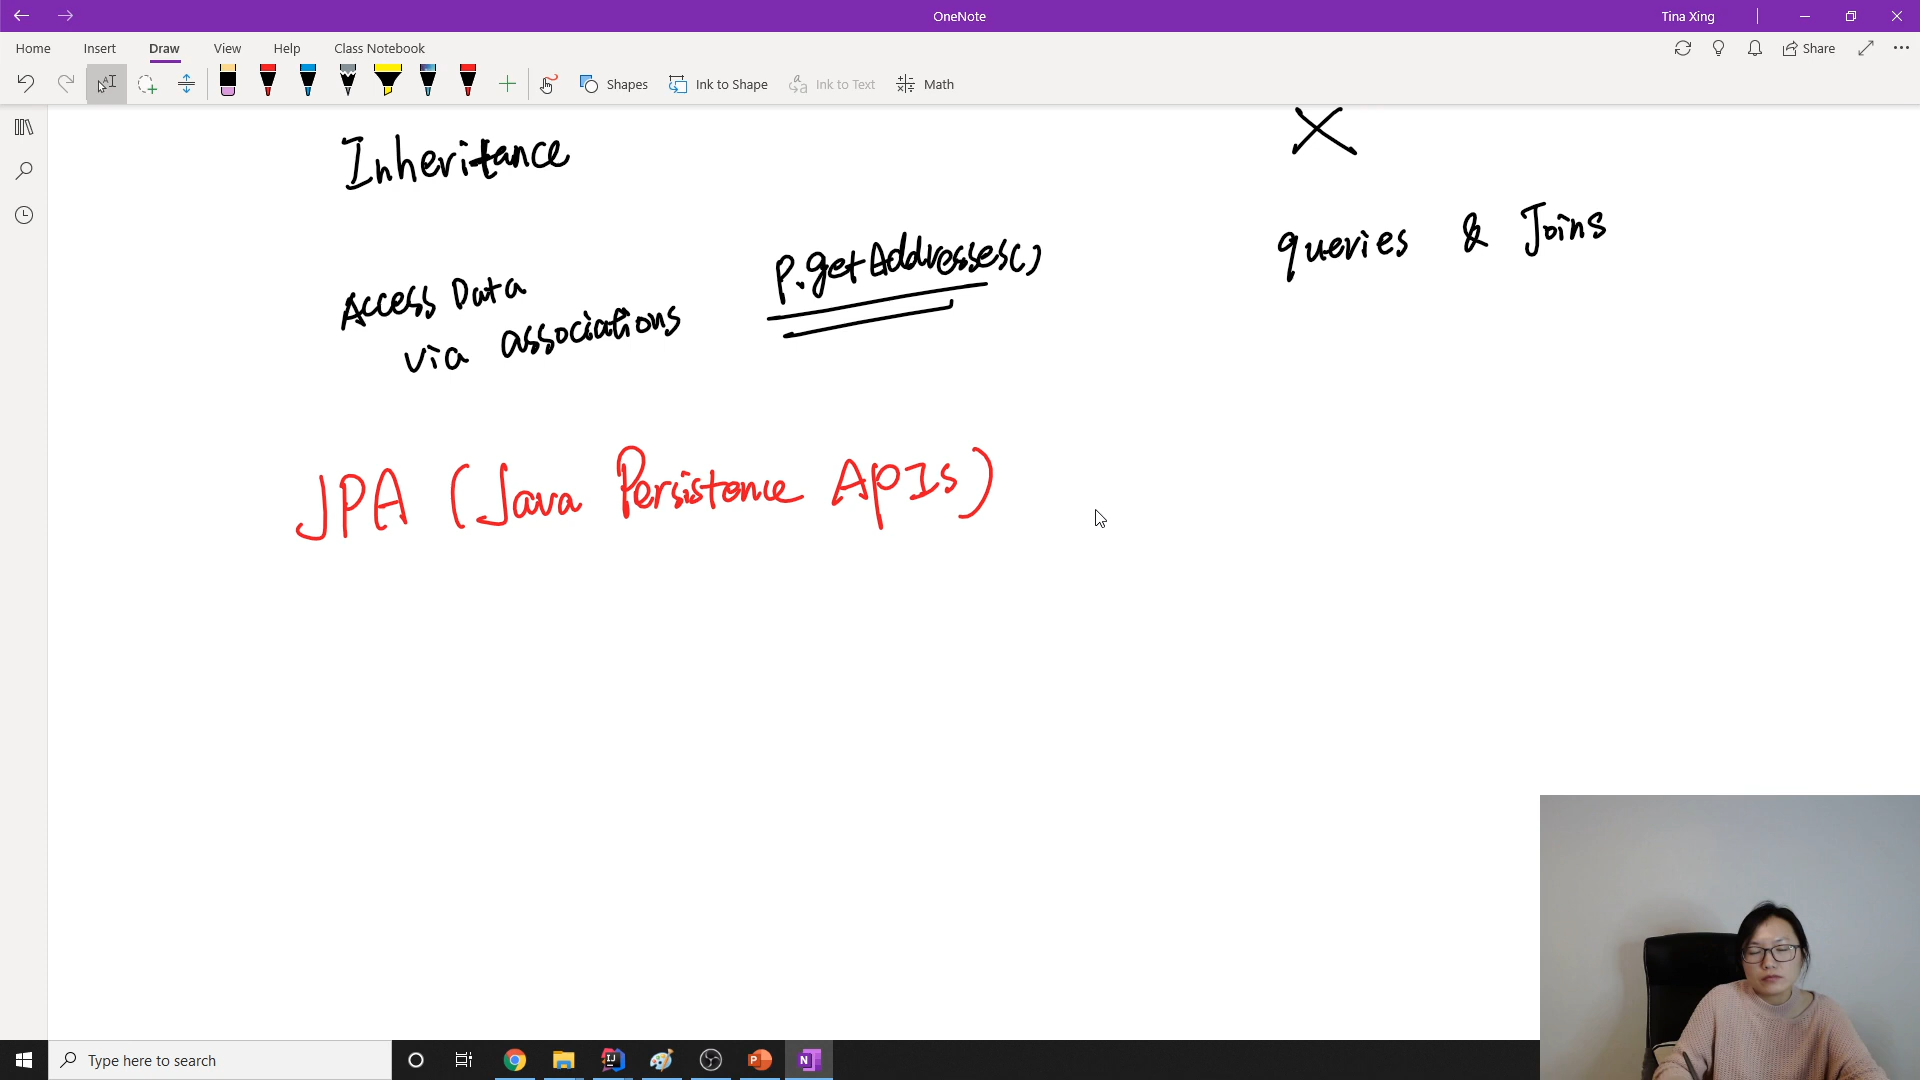 OneNote
Tina Xing
Home Insert Draw View Help Class Notebook
Share
Shapes Ink to Shape Ink to Text Math
Inheritance
queries & Joins
P.getAddresses()
Access Data
via associations
JPA (Java Persistence APIs)
Type here to search